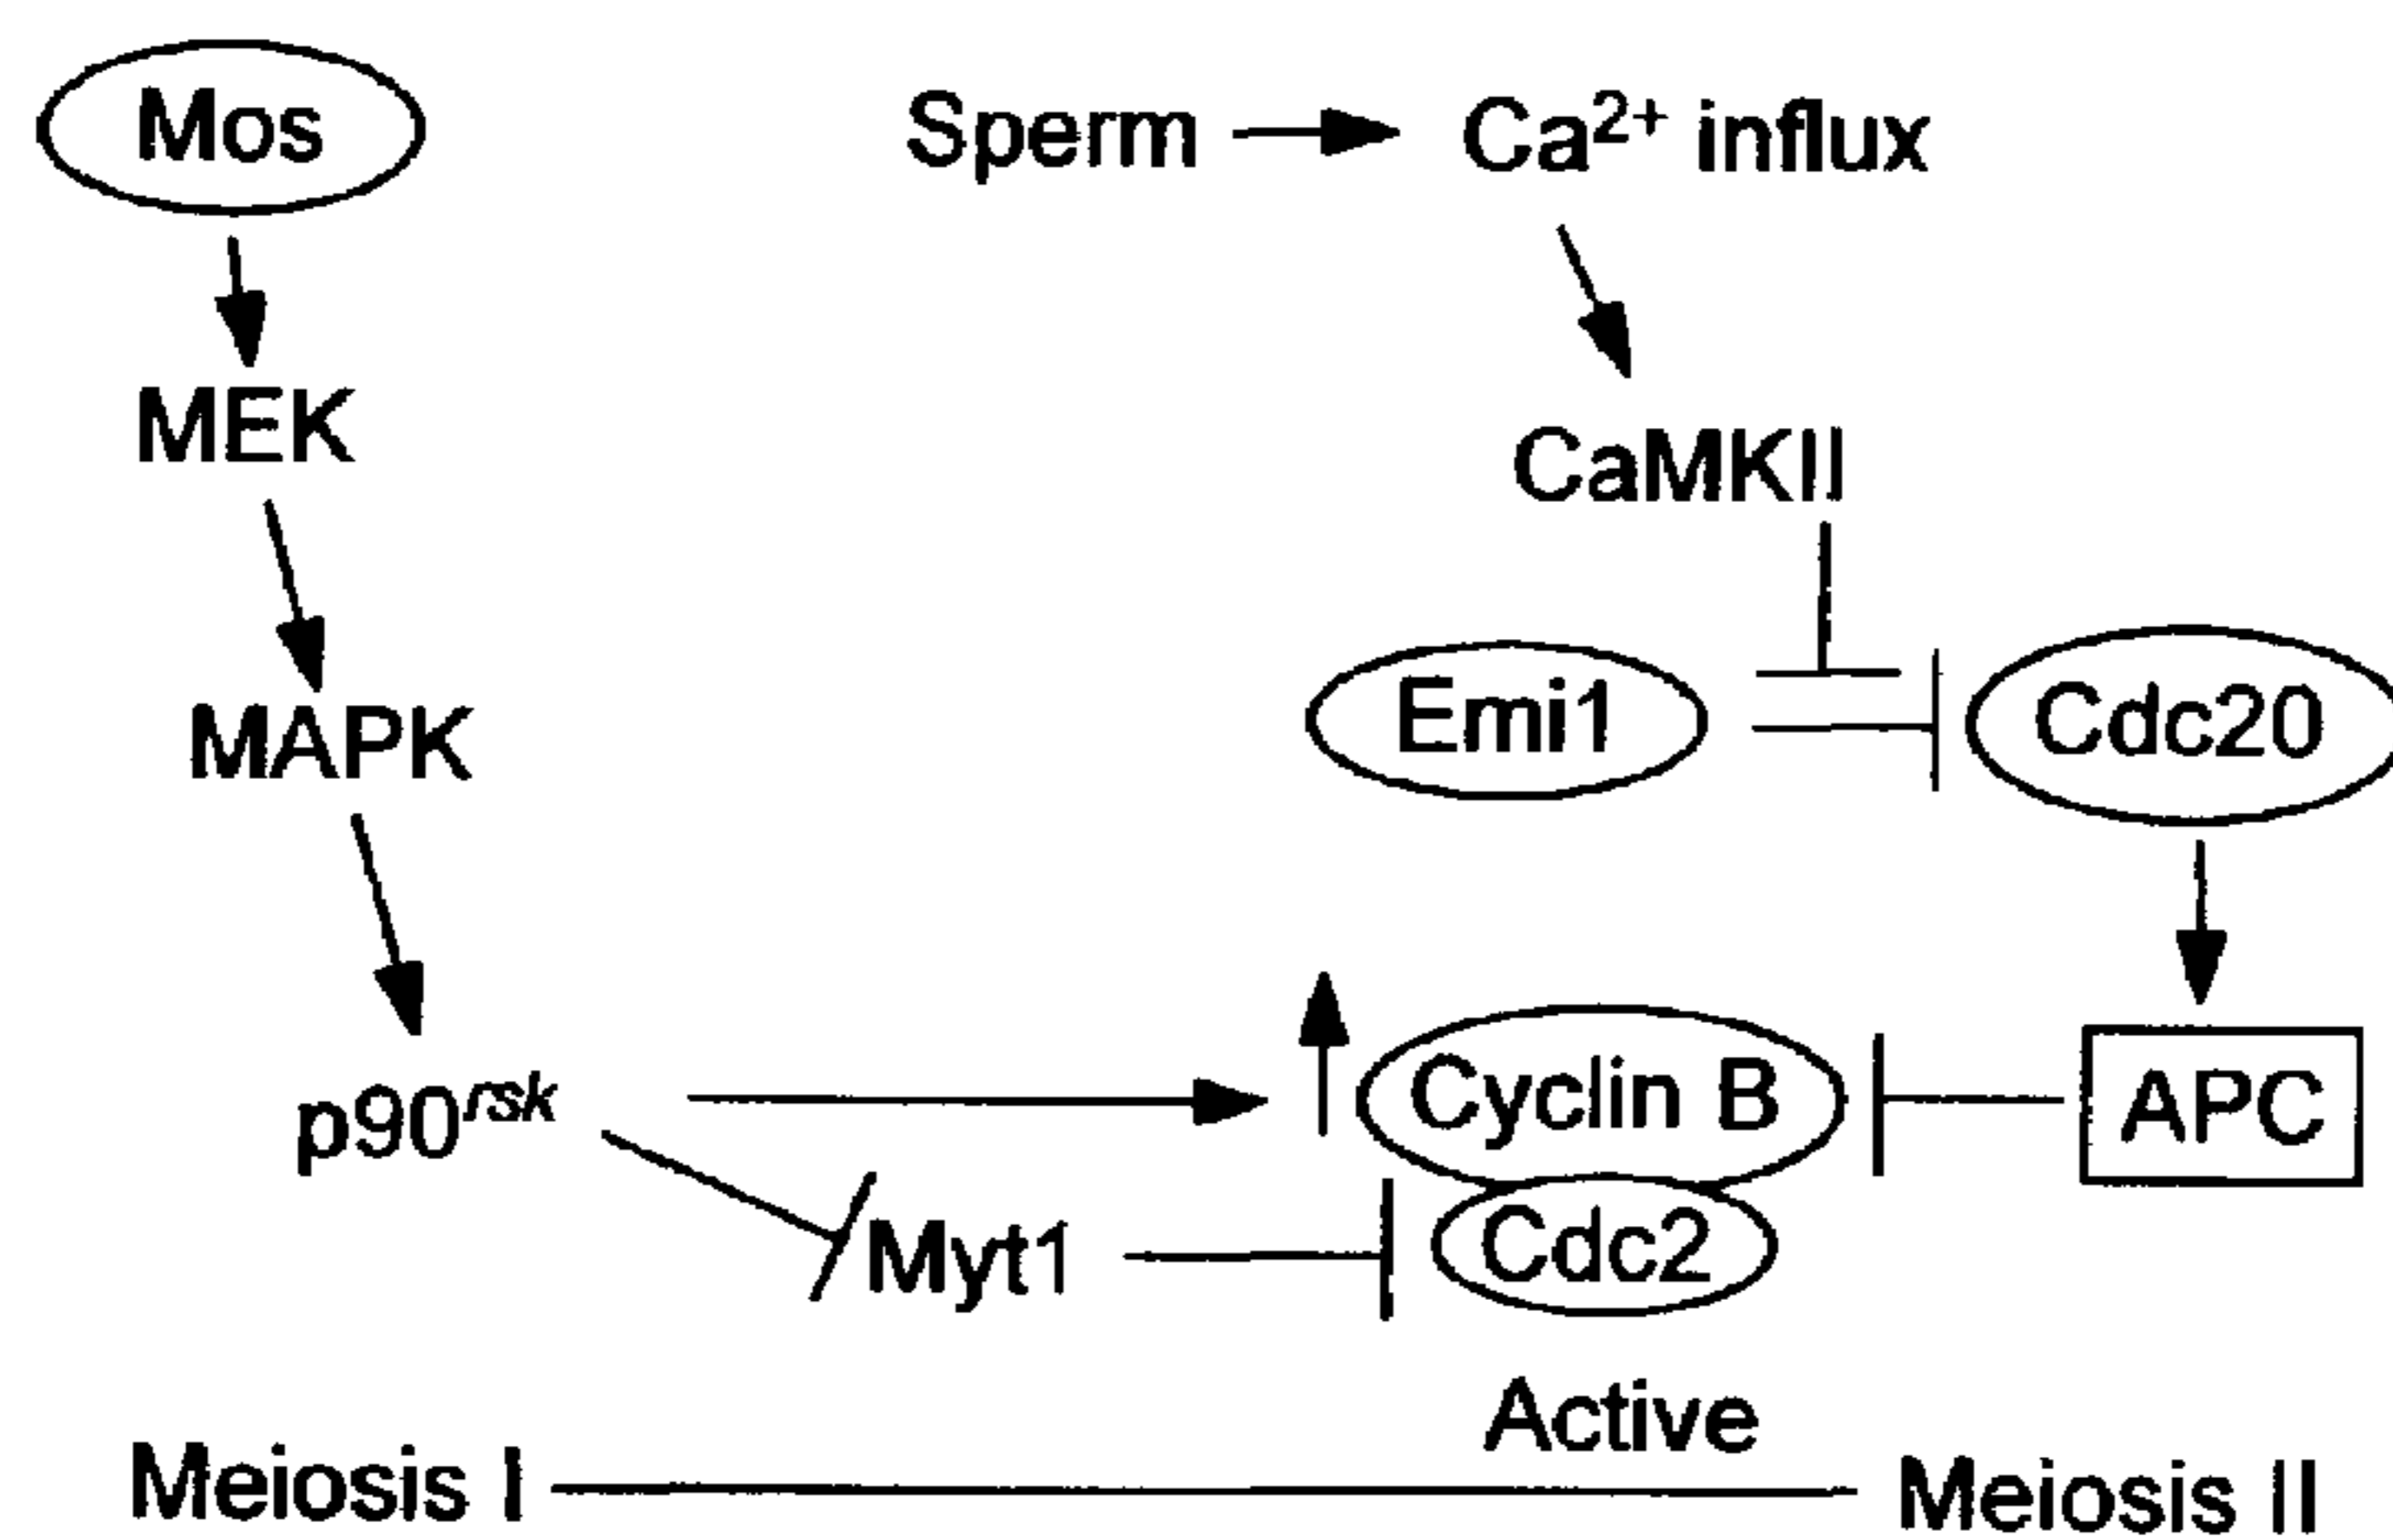 Mos
Sperm
Ca2+ influx
MEK
CaMKII
MAPK
Emi1
Cdc20
p90rsk
Cyclin B
APC
Myt1
Cdc2
Active
Meiosis I
Meiosis II